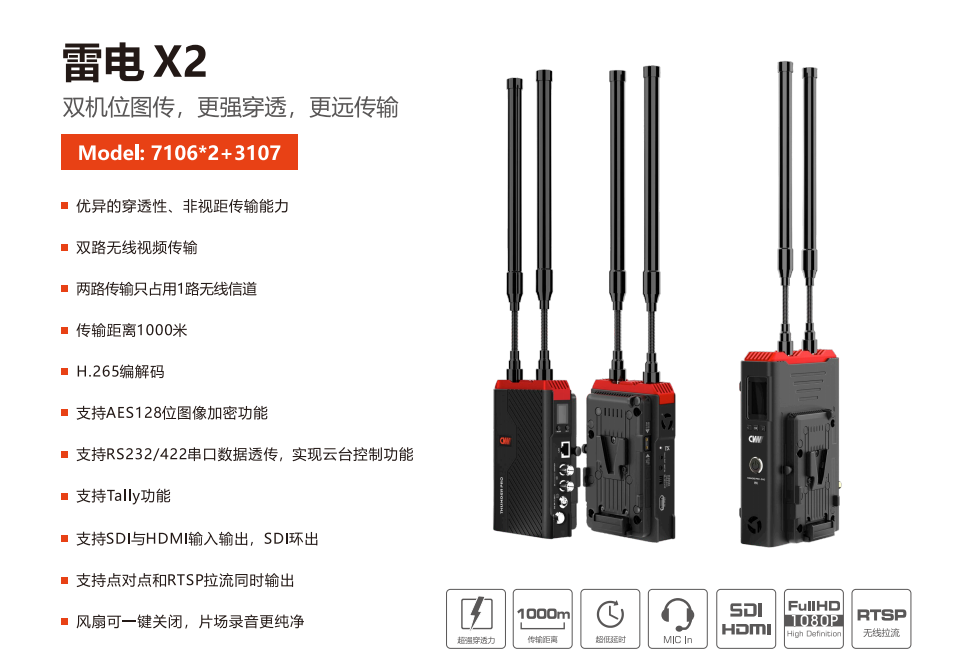 雷电 X2
双机位图传，更强穿透，更远传输
Model: 7106*2+3107
优异的穿透性、非视距传输能力
双路无线视频传输
两路传输只占用1路无线信道
传输距离1000米
H.265编解码
支持AES128位图像加密功能
支持RS232/422串口数据透传，实现云台控制功能
支持Tally功能
支持SDI与HDMI输入输出，SDI环出
支持点对点和RTSP拉流同时输出
风扇可一键关闭，片场录音更纯净
CVW
THUNDER PRO
CVW
超强穿透力
1000m
传输距离
超低延时
MIC In
SDI
HDMI
FullHD
1080P
High Definition
RTSP
无线拉流